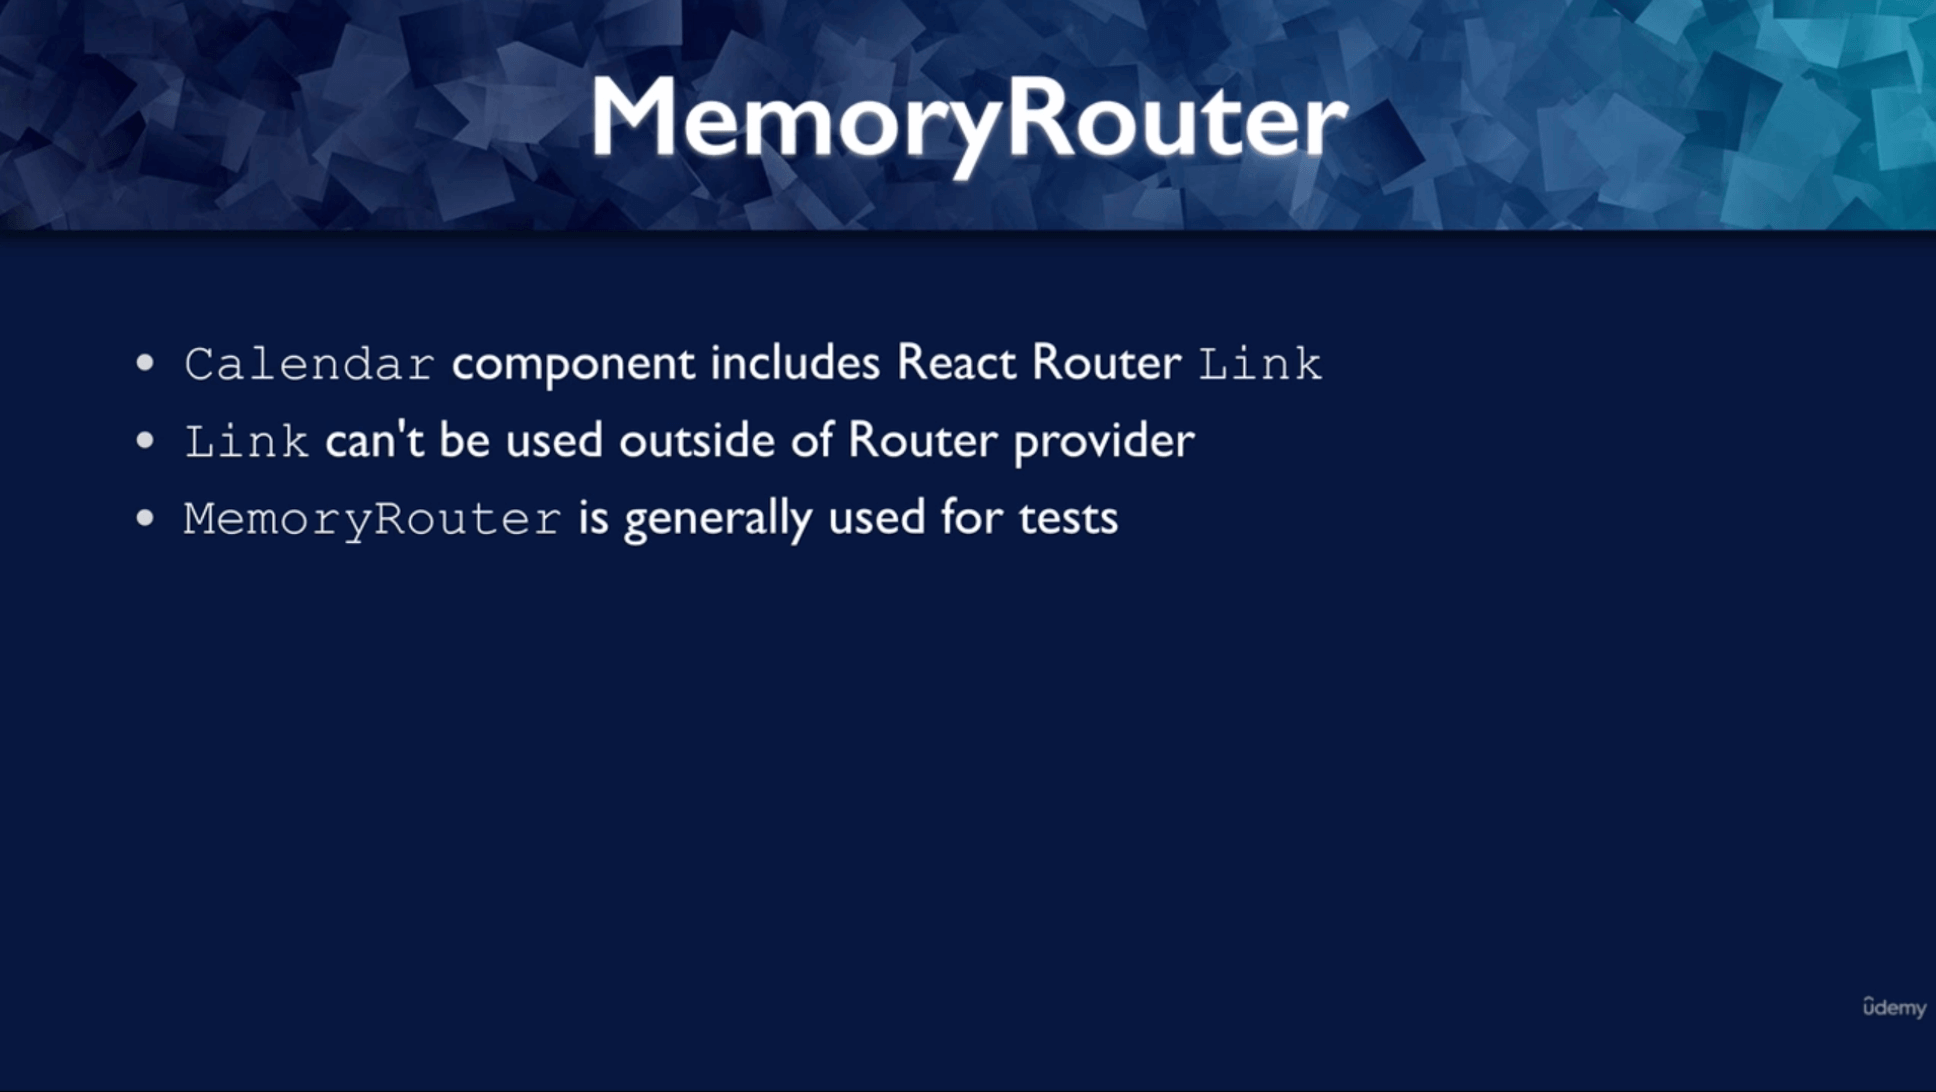 MemoryRouter
• Calendar component includes React Router Link
• Link can't be used outside of Router provider
• MemoryRouter is generally used for tests
ûdemy